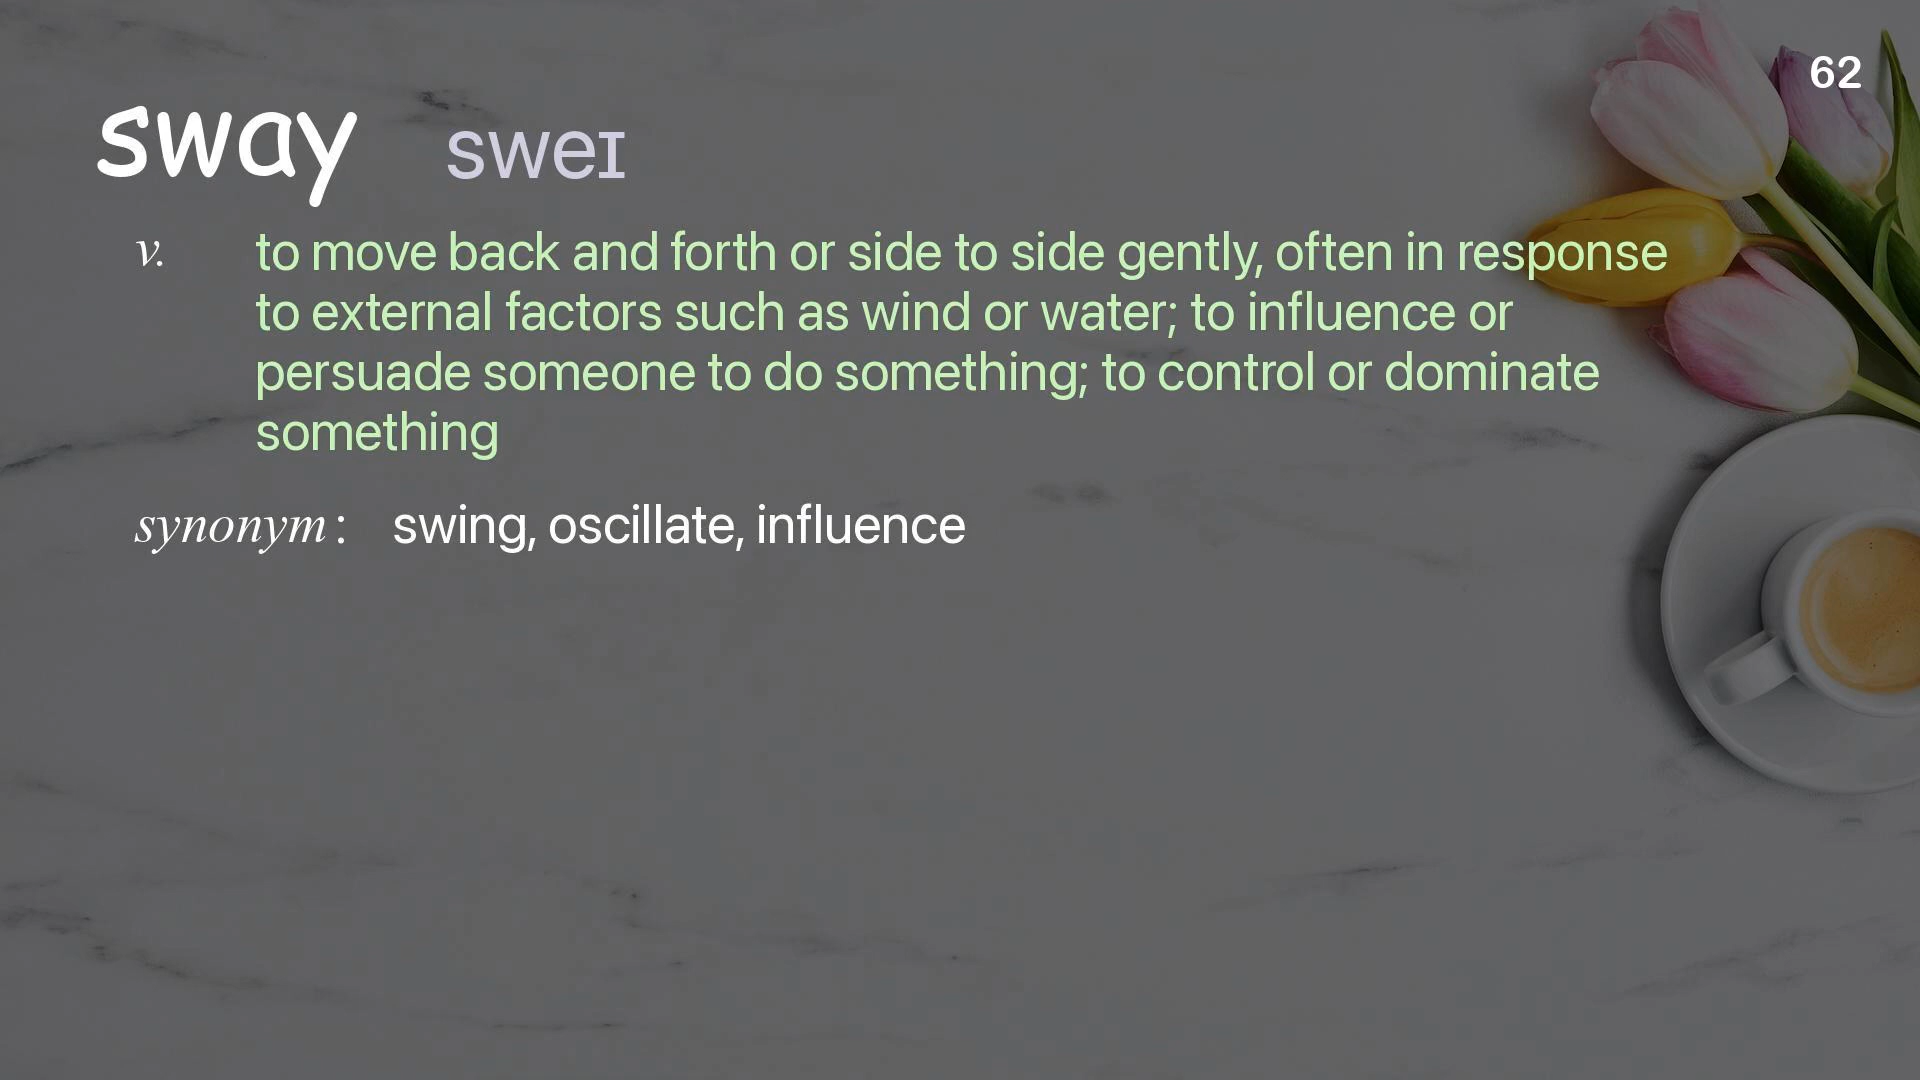 62
sway sweɪ
v. to move back and forth or side to side gently, often in response
to external factors such as wind or water; to influence or
persuade someone to do something; to control or dominate
something
synonym : swing, oscillate, influence